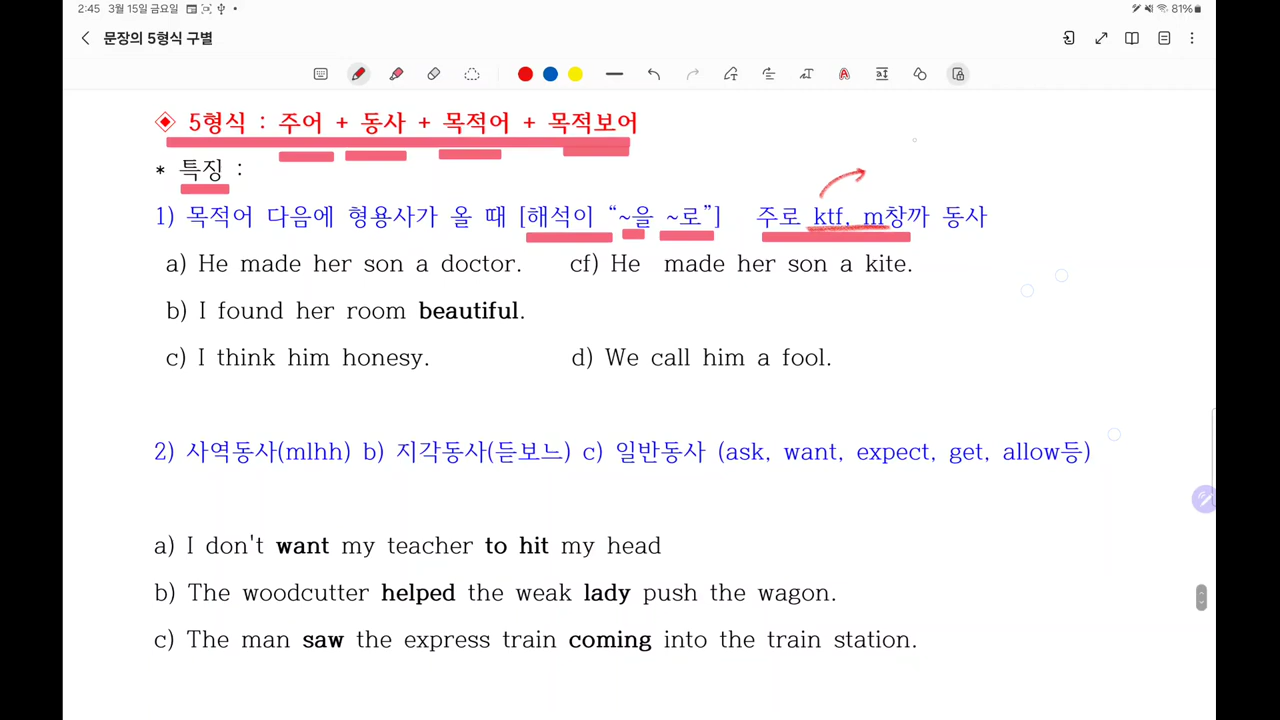 2:45 3월 15일 금요일
81%
문장의 5형식 구별
5형식 : 주어 + 동사 + 목적어 + 목적보어
* 특징 :
1) 목적어 다음에 형용사가 올 때 [해석이 “~을 ~로”] 주로 ktf, m창까 동사
a) He made her son a doctor. cf) He made her son a kite.
b) I found her room beautiful.
c) I think him honesy. d) We call him a fool.
2) 사역동사(mlhh) b) 지각동사(듣보느) c) 일반동사 (ask, want, expect, get, allow등)
a) I don't want my teacher to hit my head
b) The woodcutter helped the weak lady push the wagon.
c) The man saw the express train coming into the train station.